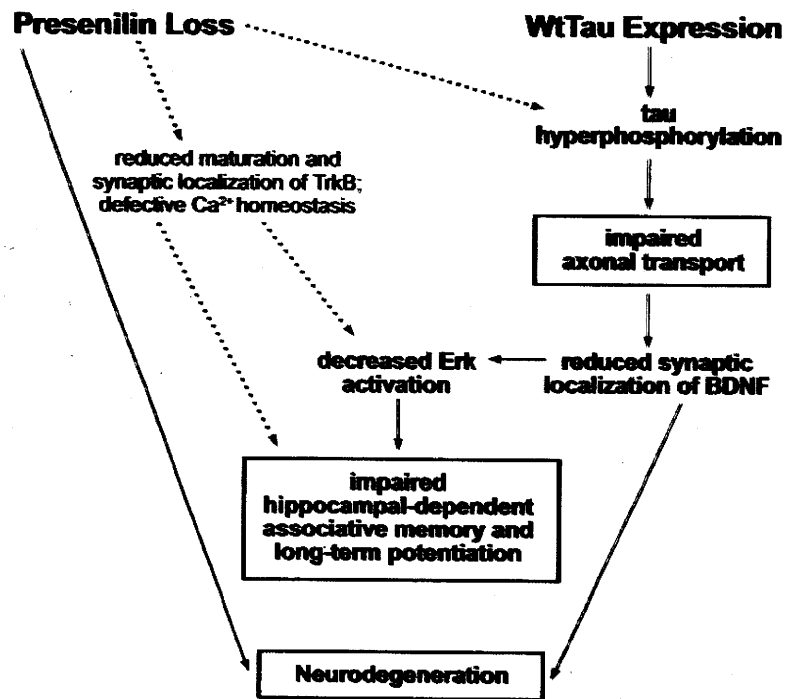 Presenilin Loss
WtTau Expression
tau
hyperphosphorylation
reduced maturation and
synaptic localization of TrkB;
defective Ca²⁺ homeostasis
impaired
axonal transport
decreased Erk
activation
reduced synaptic
localization of BDNF
impaired
hippocampal-dependent
associative memory and
long-term potentiation
Neurodegeneration